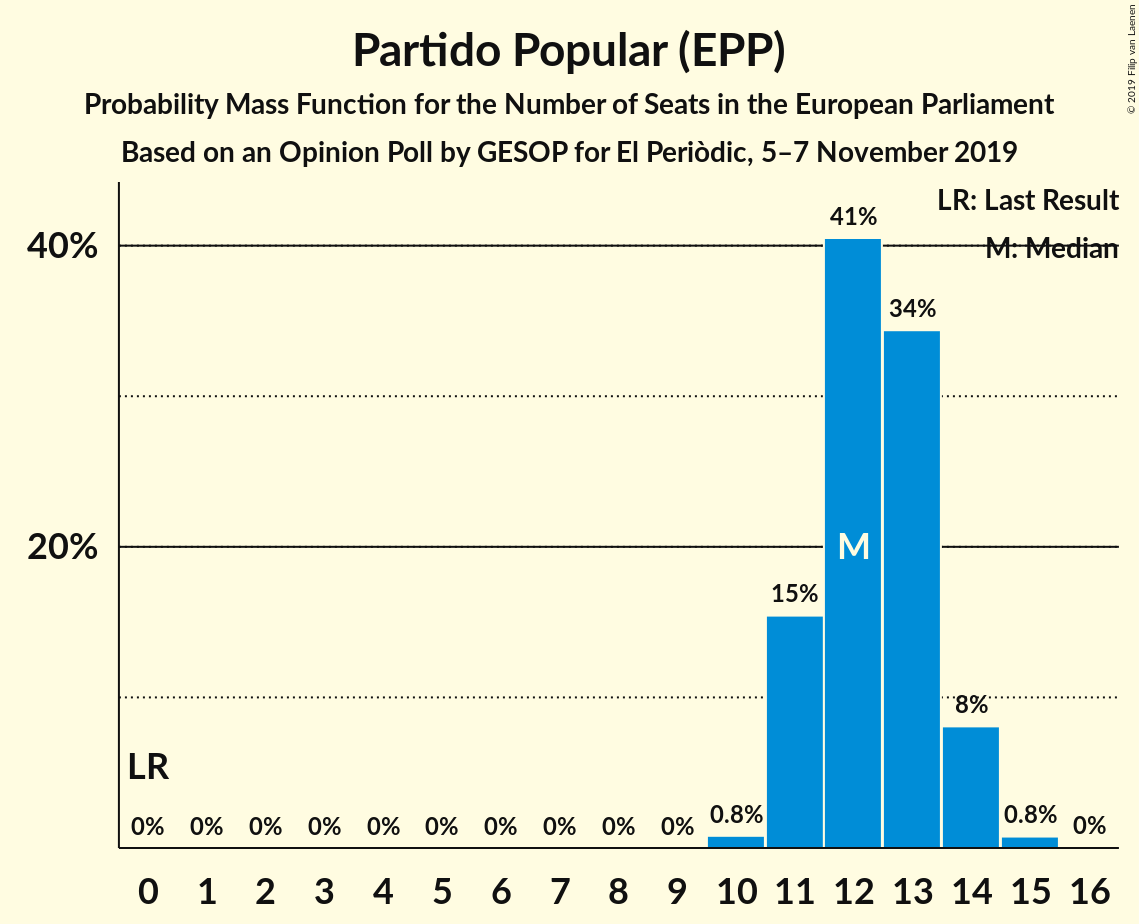 Partido Popular (EPP)
Probability Mass Function for the Number of Seats in the European Parliament
Based on an Opinion Poll by GESOP for El Periòdic, 5–7 November 2019
© 2019 Filip van Laenen
LR: Last Result
M: Median
40%
20%
41%
34%
M
15%
8%
LR
0% 0% 0% 0% 0% 0% 0% 0% 0% 0% 0.8% 0.8% 0%
0 1 2 3 4 5 6 7 8 9 10 11 12 13 14 15 16